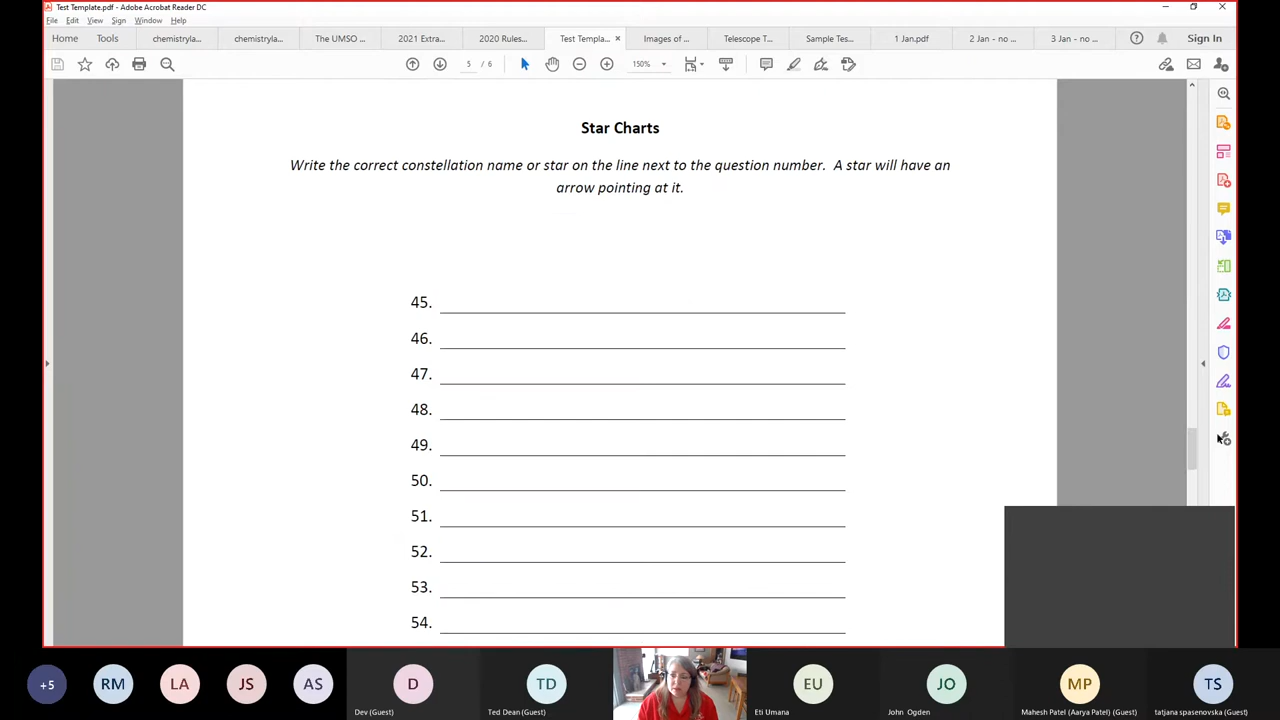 Test Template.pdf - Adobe Acrobat Reader DC
File Edit View Sign Window Help
Home Tools chemistryla... chemistryla... The UMSO ... 2021 Extra... 2020 Rules... Test Templa... × Images of ... Telescope T... Sample Tes... 1 Jan.pdf 2 Jan - no ... 3 Jan - no ... Sign In
5 / 6 150%
Star Charts
Write the correct constellation name or star on the line next to the question number. A star will have an
arrow pointing at it.
45.
46.
47.
48.
49.
50.
51.
52.
53.
54.
+5 RM LA JS AS D TD EU JO MP TS
Dev (Guest) Ted Dean (Guest) Eti Umana John Ogden Mahesh Patel (Aarya Patel) (Guest) tatjana spasenovska (Guest)